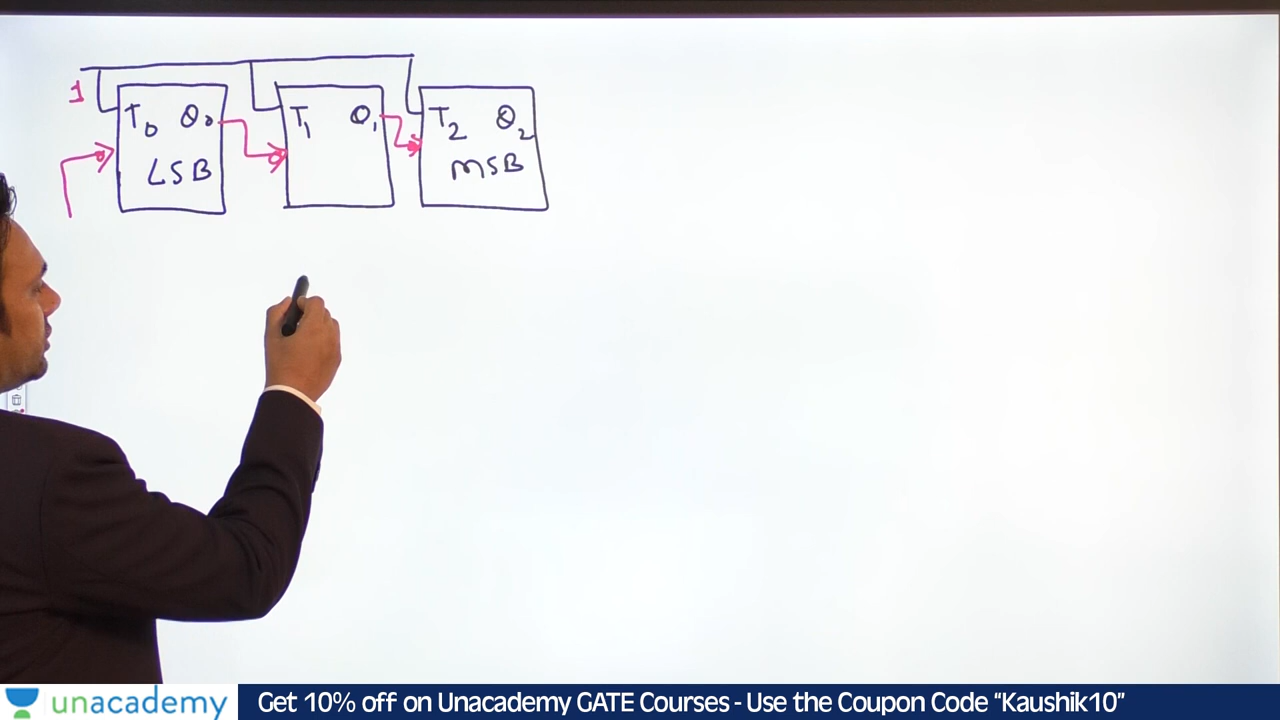 1
T₀ Q₀ T₁ Q₁ T₂ Q₂
LSB MSB
unacademy Get 10% off on Unacademy GATE Courses - Use the Coupon Code “Kaushik10”